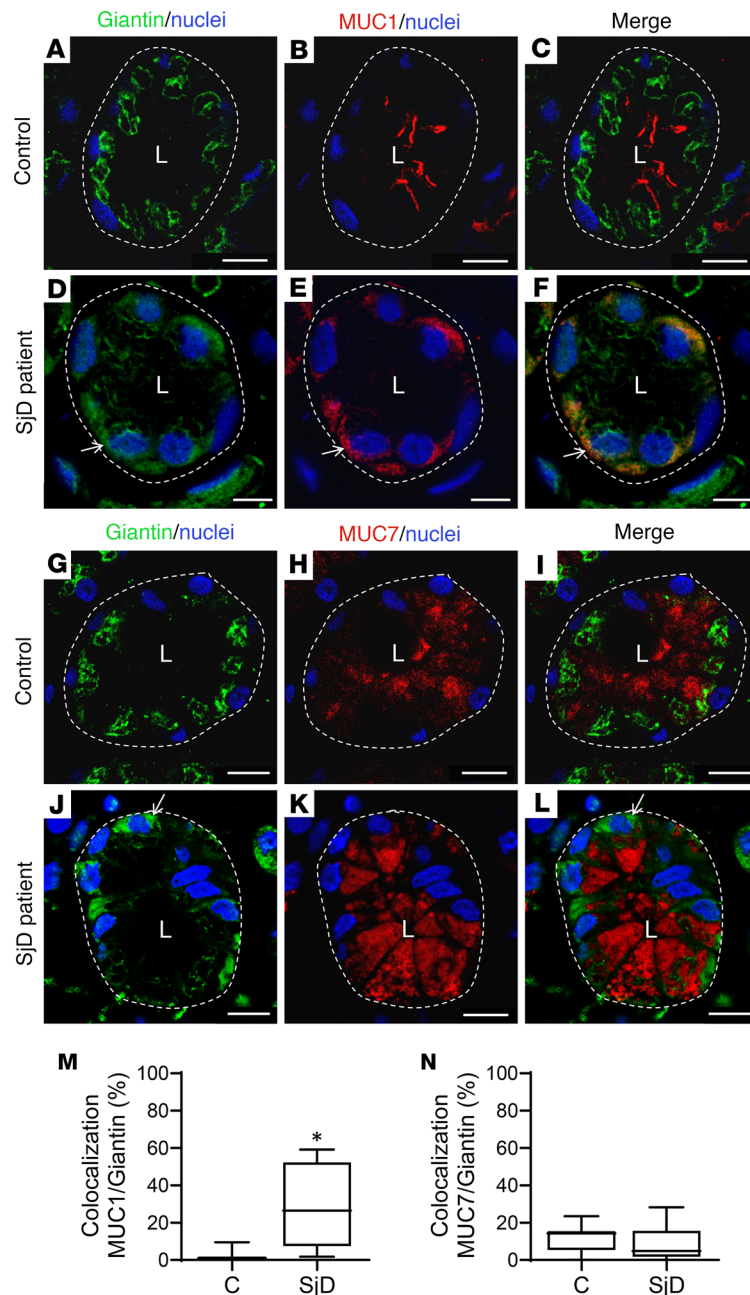 Giantin/nuclei MUC1/nuclei Merge
Control
A B C
L L L
SjD patient
D E F
L L L
Giantin/nuclei MUC7/nuclei Merge
Control
G H I
L L L
SjD patient
J K L
L L L
M N
Colocalization
MUC1/Giantin (%)
100
80
60
40
20
0
*
C SjD
Colocalization
MUC7/Giantin (%)
100
80
60
40
20
0
C SjD